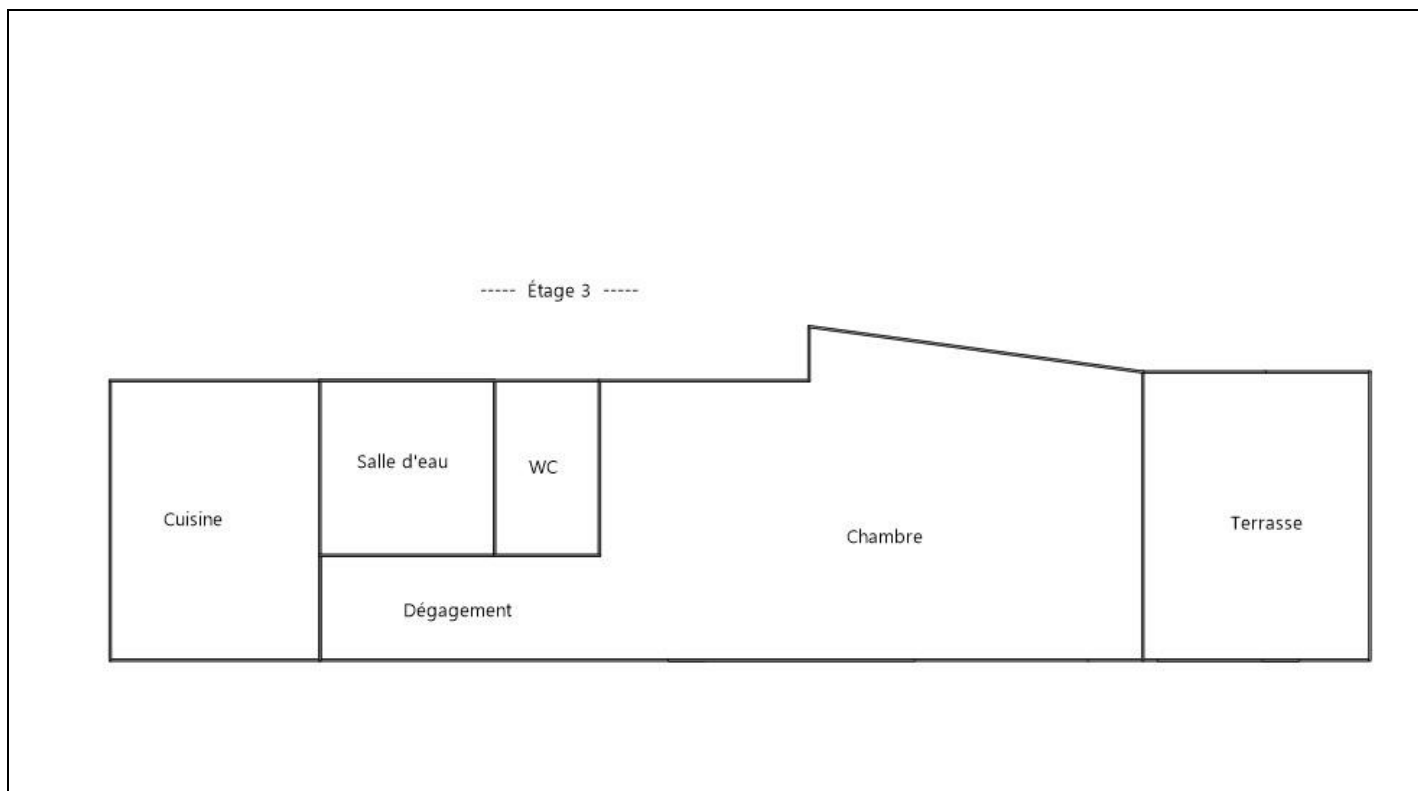 ----- Étage 3 -----
Salle d'eau
WC
Cuisine
Chambre
Terrasse
Dégagement